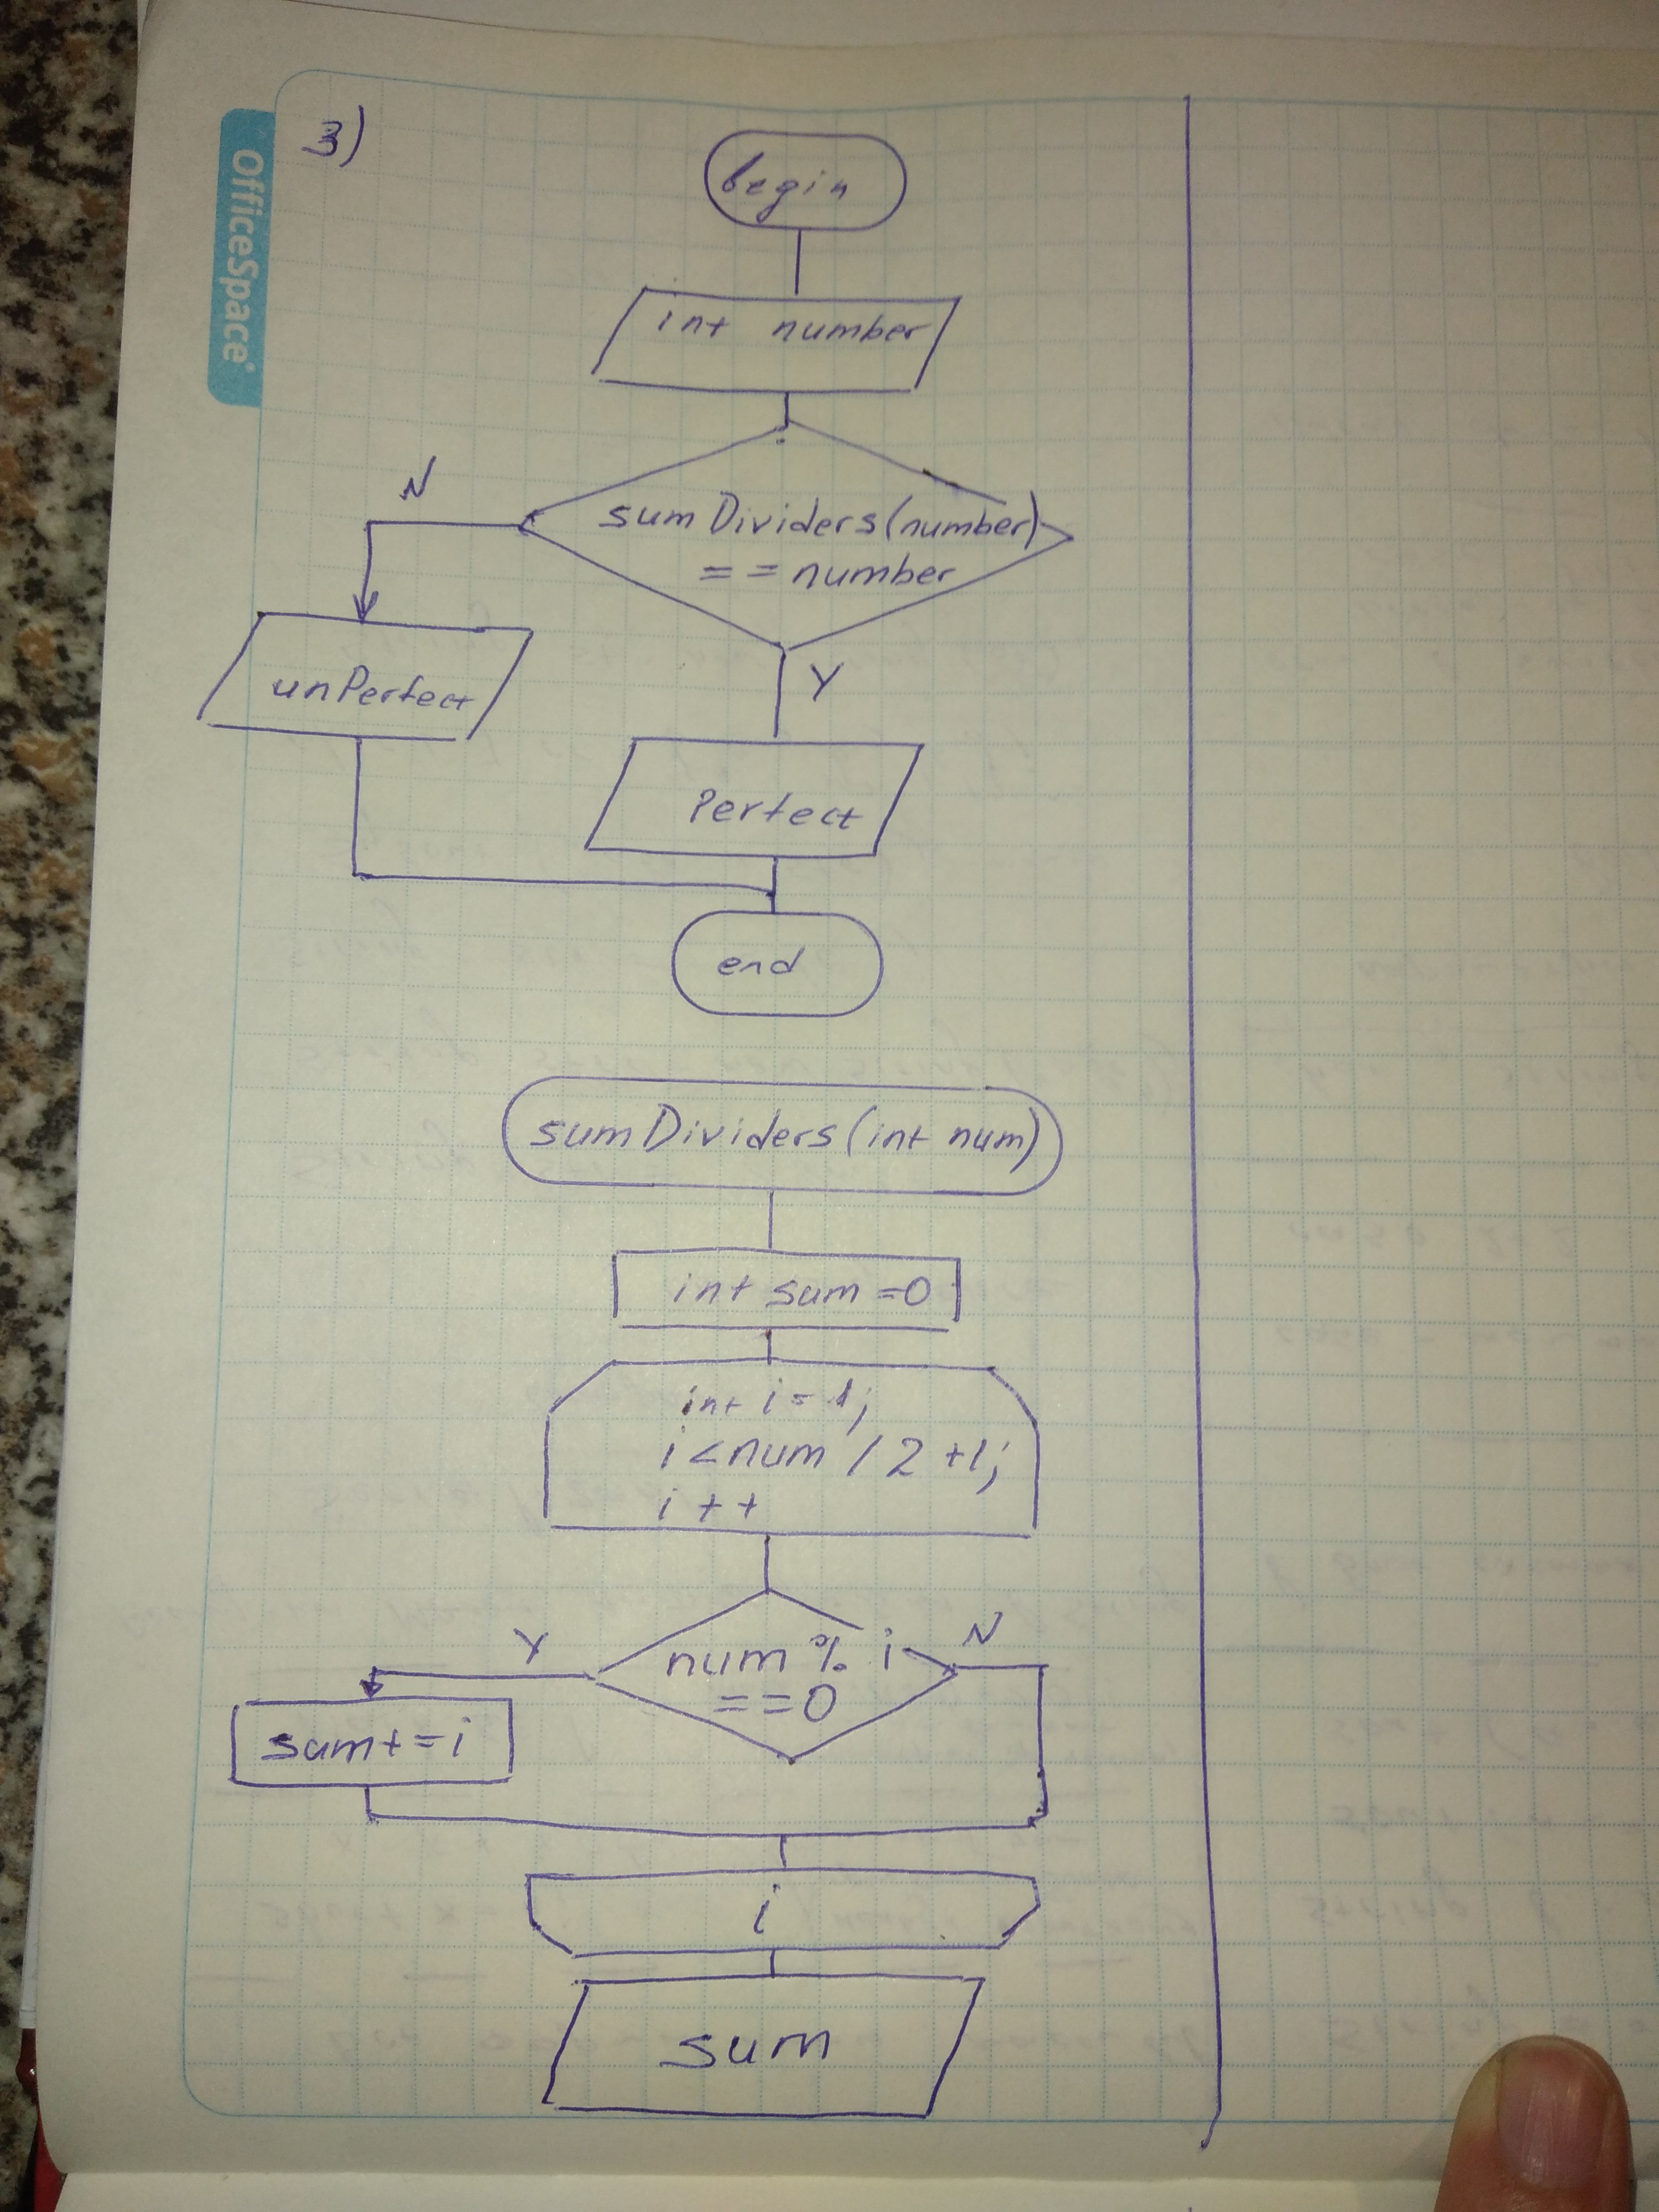 3)
OfficeSpace
begin
int number
sumDividers(number)
==number
N
Y
unPerfect
Perfect
end
sumDividers(int num)
int sum=0
int i=1;
i<num/2+1;
i++
num % i
==0
Y
N
sum+=i
i
sum